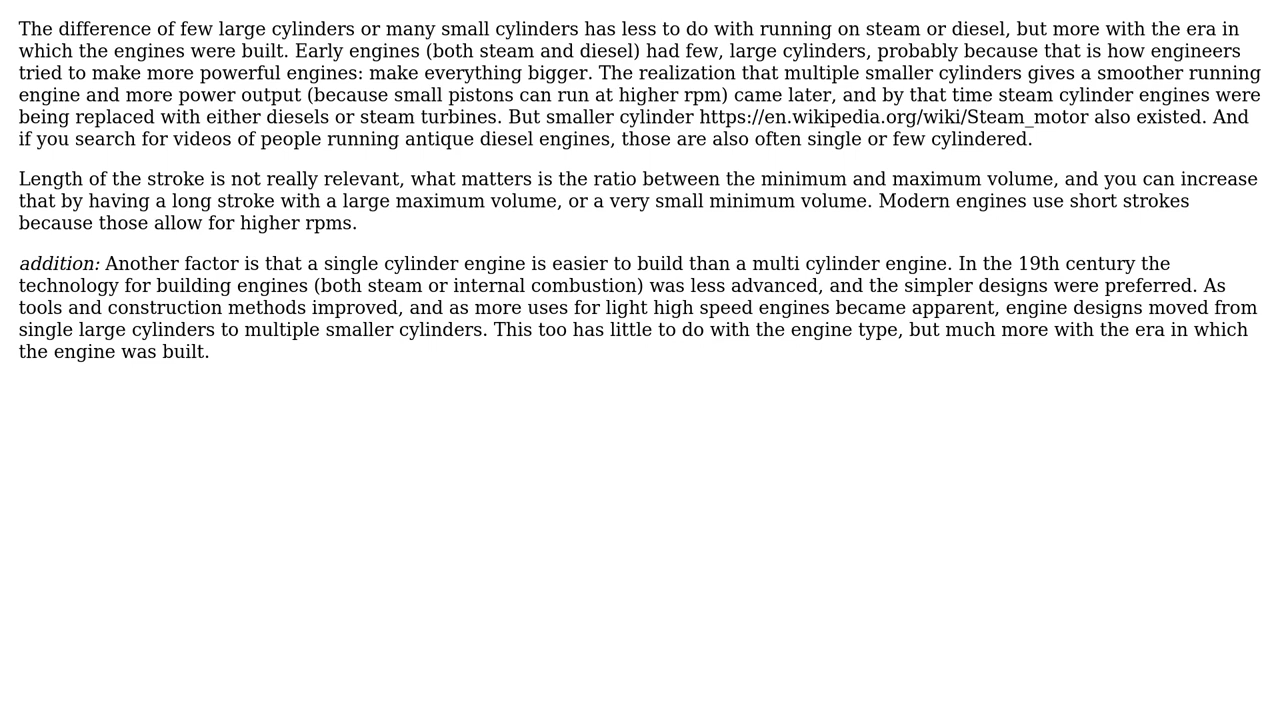 The difference of few large cylinders or many small cylinders has less to do with running on steam or diesel, but more with the era in
which the engines were built. Early engines (both steam and diesel) had few, large cylinders, probably because that is how engineers
tried to make more powerful engines: make everything bigger. The realization that multiple smaller cylinders gives a smoother running
engine and more power output (because small pistons can run at higher rpm) came later, and by that time steam cylinder engines were
being replaced with either diesels or steam turbines. But smaller cylinder https://en.wikipedia.org/wiki/Steam_motor also existed. And
if you search for videos of people running antique diesel engines, those are also often single or few cylindered.
Length of the stroke is not really relevant, what matters is the ratio between the minimum and maximum volume, and you can increase
that by having a long stroke with a large maximum volume, or a very small minimum volume. Modern engines use short strokes
because those allow for higher rpms.
addition: Another factor is that a single cylinder engine is easier to build than a multi cylinder engine. In the 19th century the
technology for building engines (both steam or internal combustion) was less advanced, and the simpler designs were preferred. As
tools and construction methods improved, and as more uses for light high speed engines became apparent, engine designs moved from
single large cylinders to multiple smaller cylinders. This too has little to do with the engine type, but much more with the era in which
the engine was built.